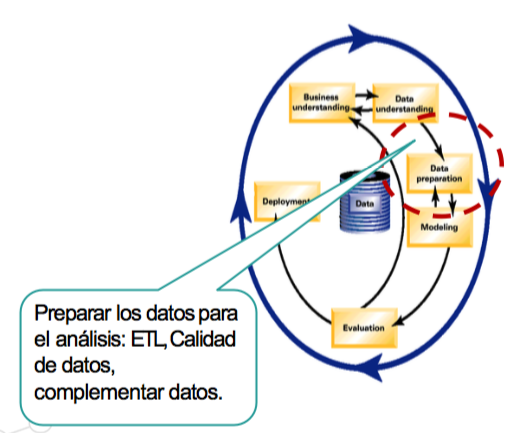 Business
understanding
Data
understanding
Data
preparation
Deployment
Data
Modeling
Preparar los datos para
el análisis: ETL, Calidad
de datos,
complementar datos.
Evaluation